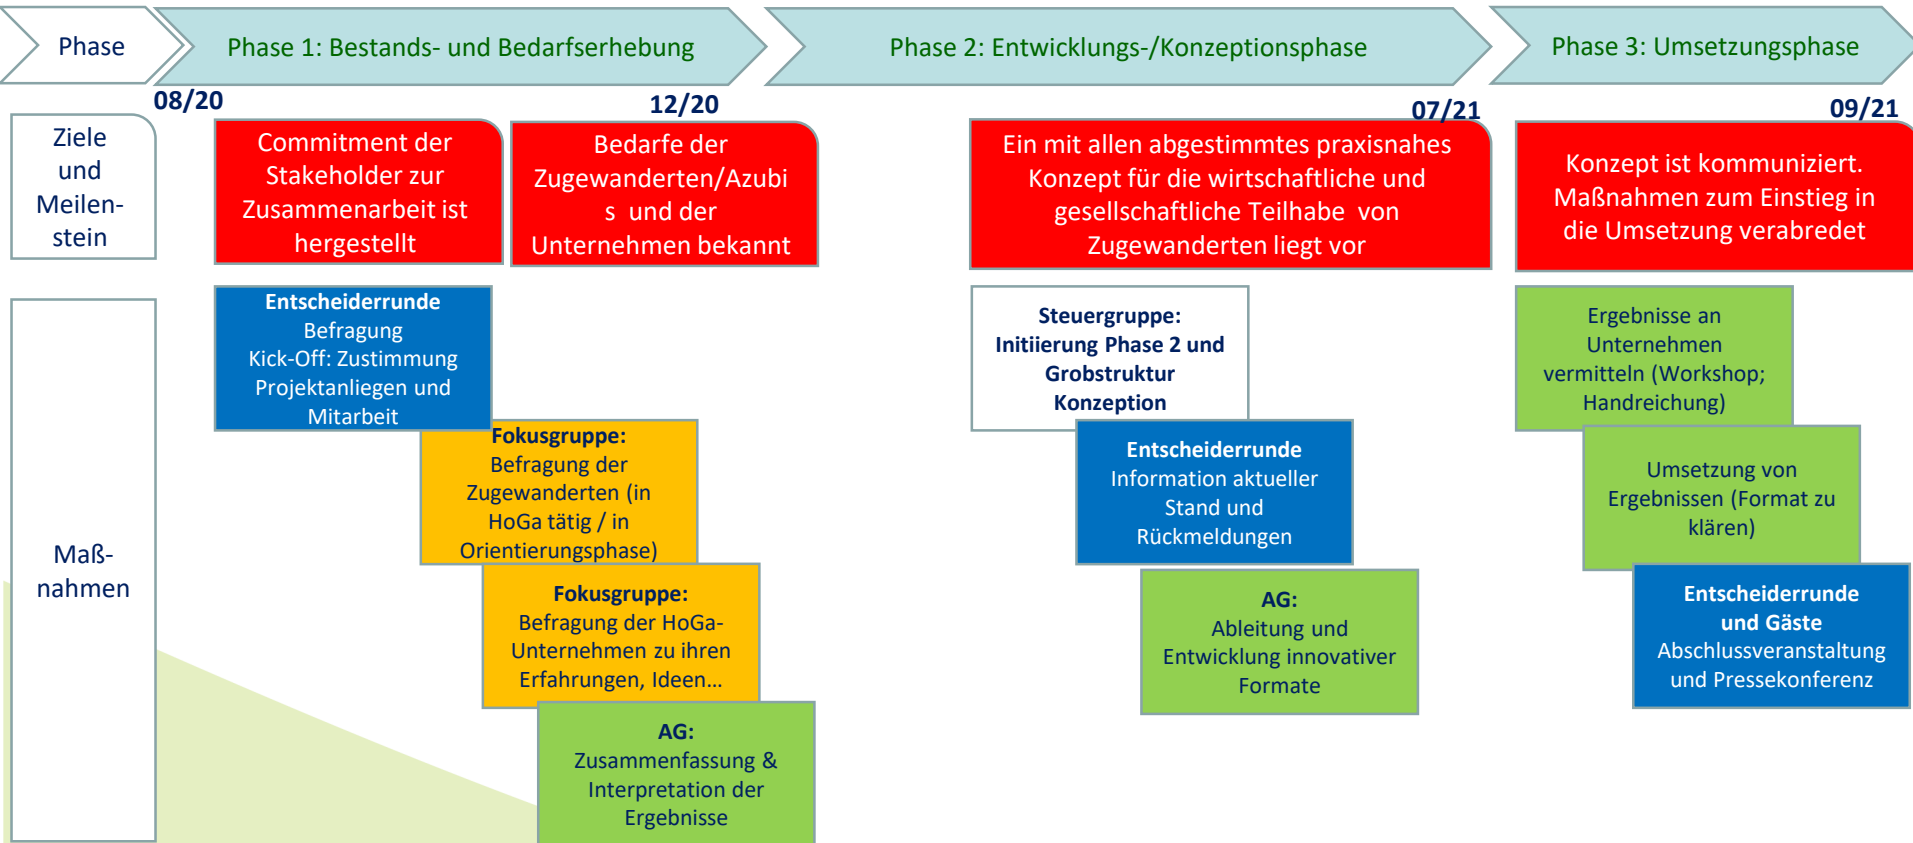 Phase
Phase 1: Bestands- und Bedarfserhebung
Phase 2: Entwicklungs-/Konzeptionsphase
Phase 3: Umsetzungsphase
08/20
12/20
07/21
09/21
Ziele
und
Meilen-
stein
Commitment der
Stakeholder zur
Zusammenarbeit ist
hergestellt
Bedarfe der
Zugewanderten/Azubi
s und der
Unternehmen bekannt
Ein mit allen abgestimmtes praxisnahes
Konzept für die wirtschaftliche und
gesellschaftliche Teilhabe von
Zugewanderten liegt vor
Konzept ist kommuniziert.
Maßnahmen zum Einstieg in
die Umsetzung verabredet
Maß-
nahmen
Entscheiderrunde
Befragung
Kick-Off: Zustimmung
Projektanliegen und
Mitarbeit
Fokusgruppe:
Befragung der
Zugewanderten (in
HoGa tätig / in
Orientierungsphase)
Fokusgruppe:
Befragung der HoGa-
Unternehmen zu ihren
Erfahrungen, Ideen...
AG:
Zusammenfassung &
Interpretation der
Ergebnisse
Steuergruppe:
Initiierung Phase 2 und
Grobstruktur
Konzeption
Entscheiderrunde
Information aktueller
Stand und
Rückmeldungen
AG:
Ableitung und
Entwicklung innovativer
Formate
Ergebnisse an
Unternehmen
vermitteln (Workshop;
Handreichung)
Umsetzung von
Ergebnissen (Format zu
klären)
Entscheiderrunde
und Gäste
Abschlussveranstaltung
und Pressekonferenz